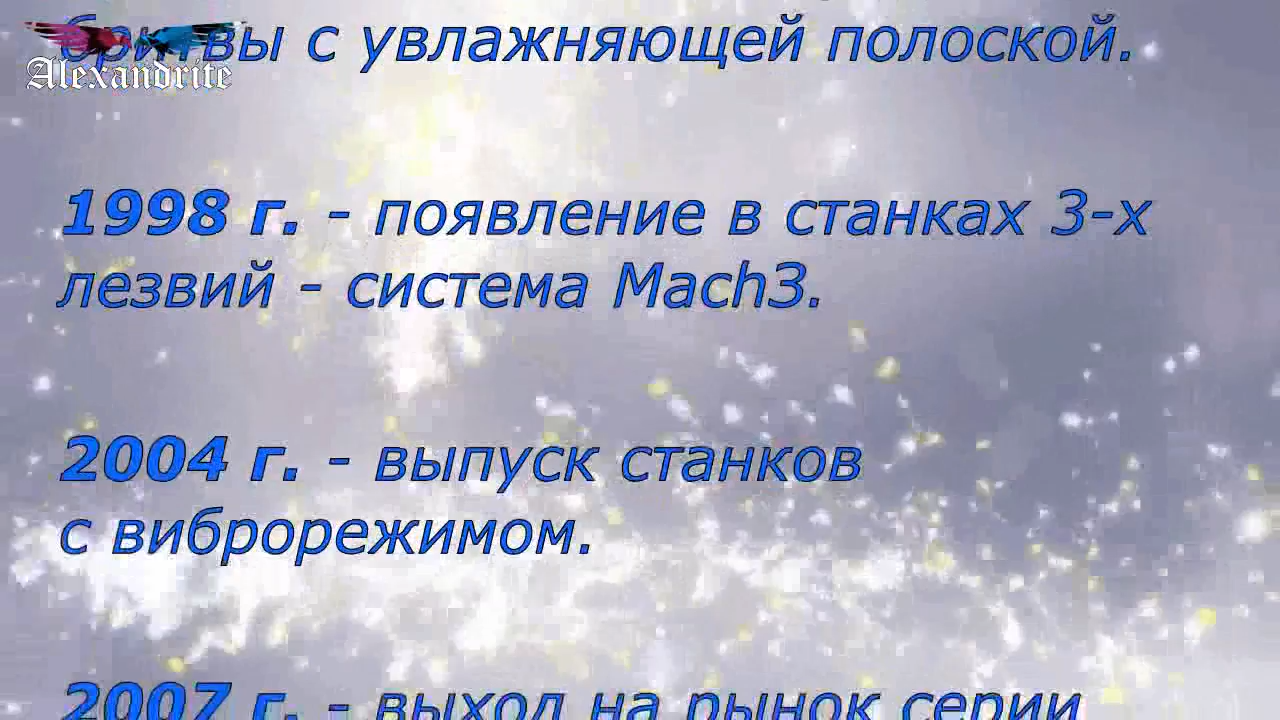 Alexandrite
бритвы с увлажняющей полоской.
1998 г. - появление в станках 3-х
лезвий - система Mach3.
2004 г. - выпуск станков
с виброрежимом.
2007 г. - выход на рынок серии